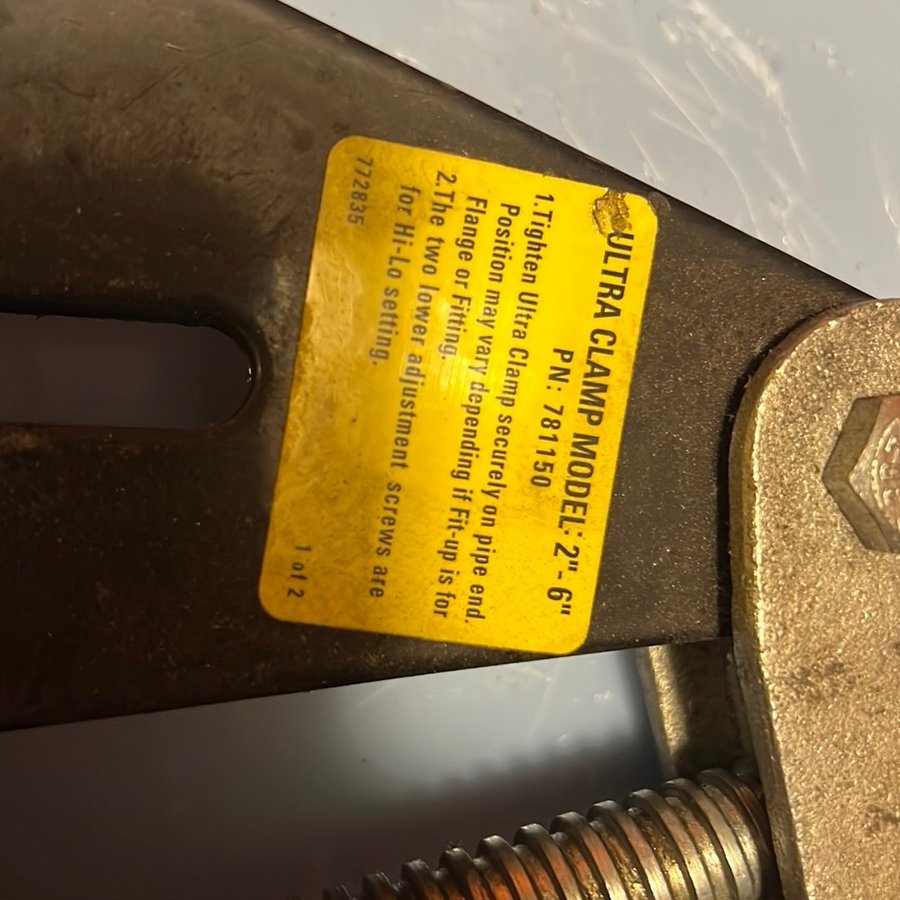 ULTRA CLAMP MODEL: 2"-6"
PN: 781150
1.Tighten Ultra Clamp securely on pipe end.
Position may vary depending if Fit-up is for
Flange or Fitting.
2.The two lower adjustment screws are
for Hi-Lo setting.
772835
1 of 2